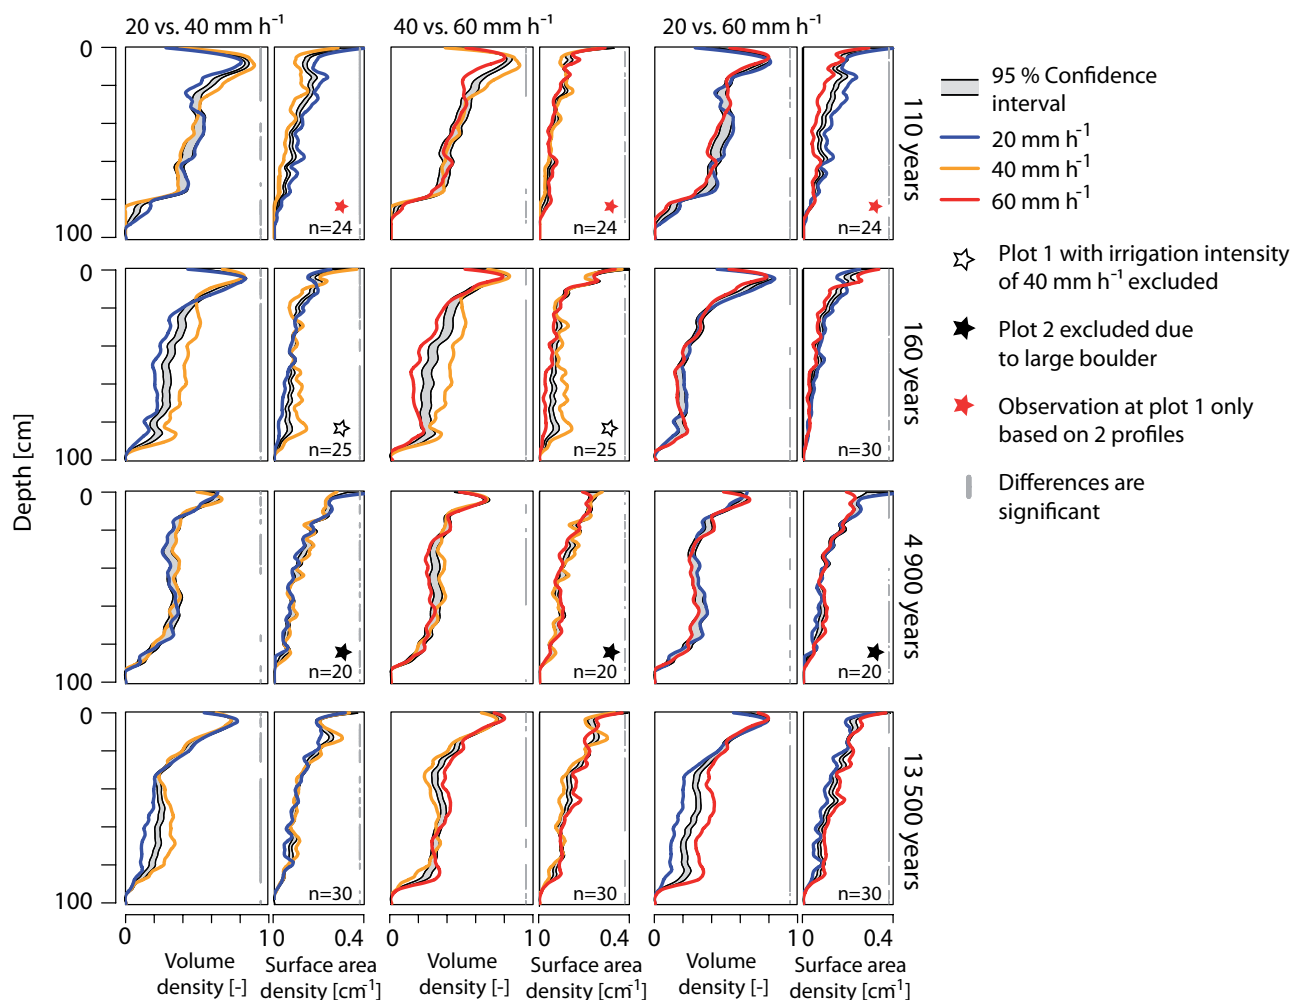 20 vs. 40 mm h⁻¹
40 vs. 60 mm h⁻¹
20 vs. 60 mm h⁻¹
0
100
n=24
n=24
n=24
110 years
0
100
n=25
n=25
n=30
160 years
0
100
n=20
n=20
n=20
4 900 years
0
100
n=30
n=30
n=30
13 500 years
Depth [cm]
0
1
0
0.4
0
1
0
0.4
0
1
0
0.4
Volume
density [-]
Surface area
density [cm⁻¹]
Volume
density [-]
Surface area
density [cm⁻¹]
Volume
density [-]
Surface area
density [cm⁻¹]
95 % Confidence
interval
20 mm h⁻¹
40 mm h⁻¹
60 mm h⁻¹
Plot 1 with irrigation intensity
of 40 mm h⁻¹ excluded
Plot 2 excluded due
to large boulder
Observation at plot 1 only
based on 2 profiles
Differences are
significant